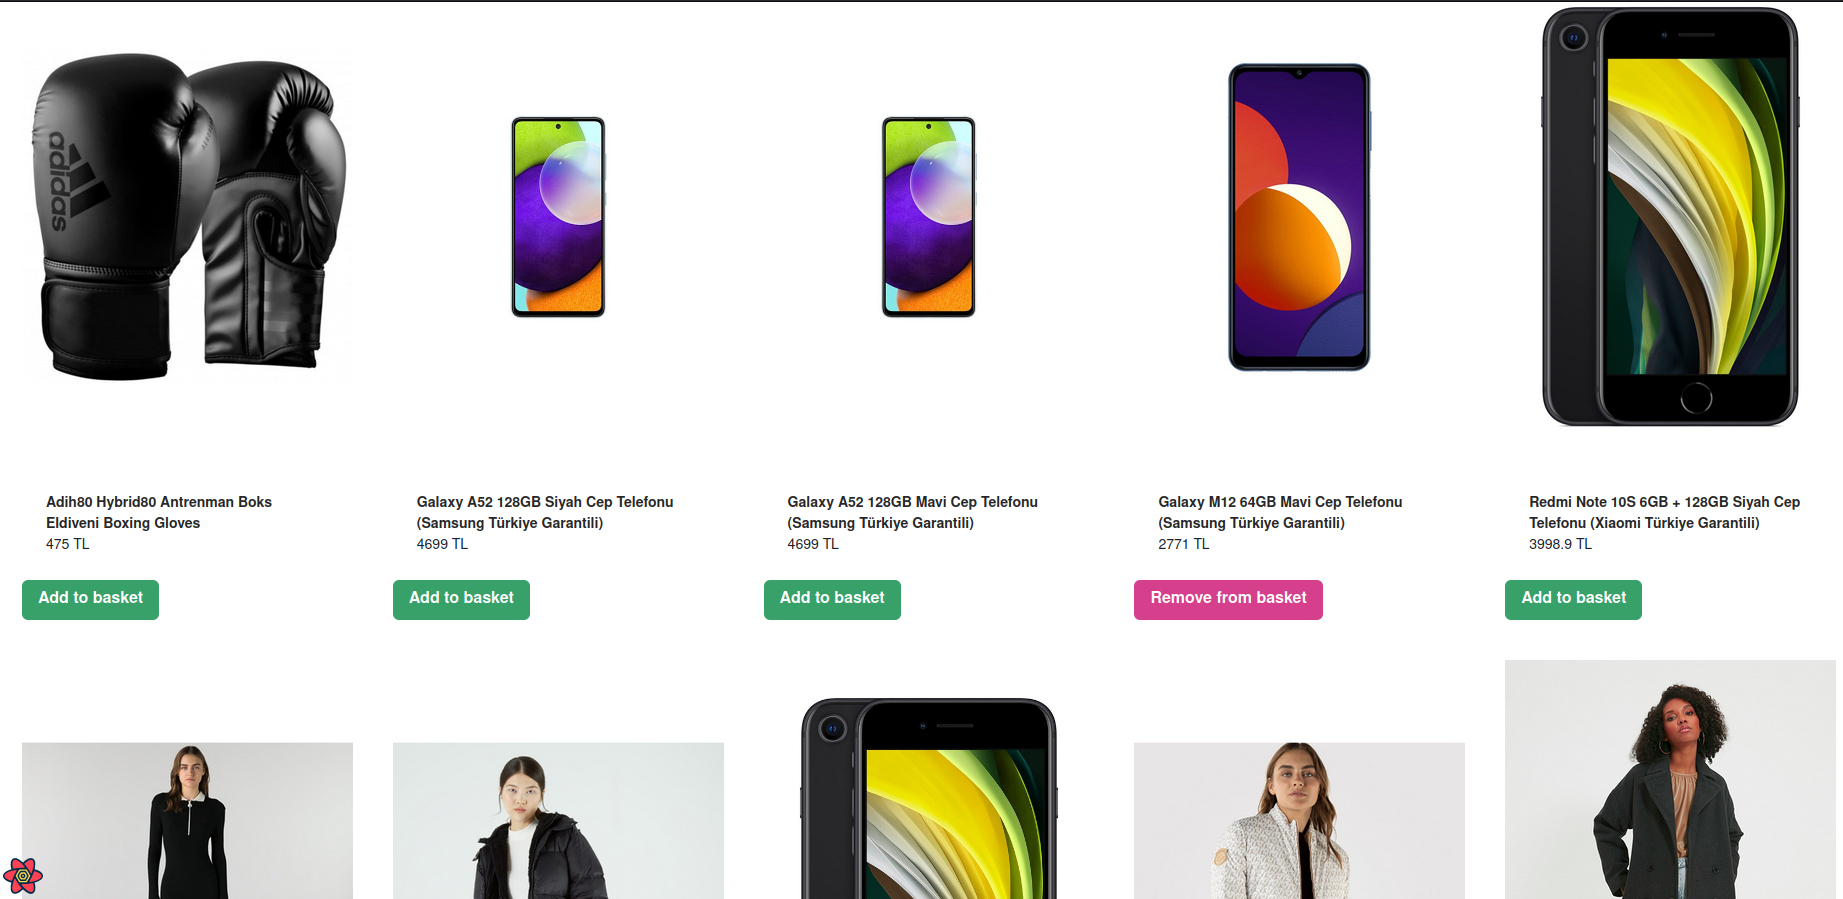 adidas
Adih80 Hybrid80 Antrenman Boks
Eldiveni Boxing Gloves
475 TL
Add to basket
Galaxy A52 128GB Siyah Cep Telefonu
(Samsung Türkiye Garantili)
4699 TL
Add to basket
Galaxy A52 128GB Mavi Cep Telefonu
(Samsung Türkiye Garantili)
4699 TL
Add to basket
Galaxy M12 64GB Mavi Cep Telefonu
(Samsung Türkiye Garantili)
2771 TL
Remove from basket
Redmi Note 10S 6GB + 128GB Siyah Cep
Telefonu (Xiaomi Türkiye Garantili)
3998.9 TL
Add to basket